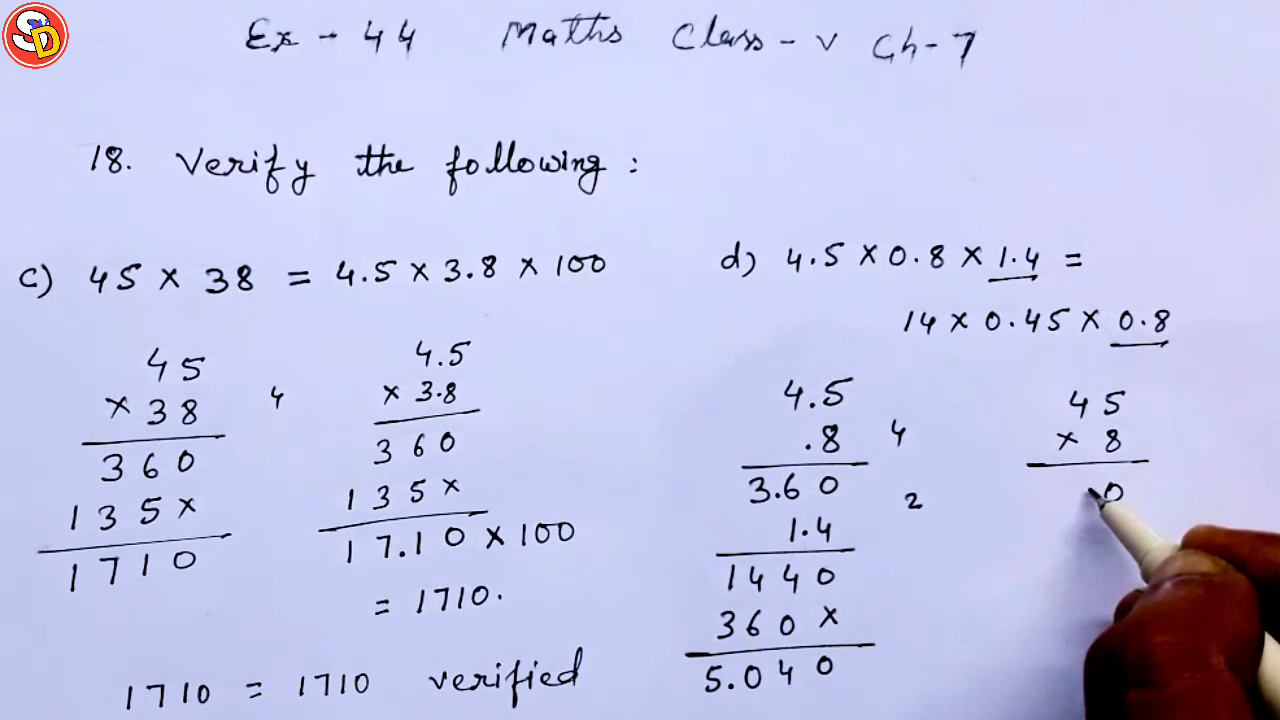 SD
Ex - 44 Maths Class - V Ch - 7
18. Verify the following :
c) 45 × 38 = 4.5 × 3.8 × 100
45
× 38
360
135×
1710
4
4.5
× 3.8
360
135×
17.10 × 100
= 1710.
1710 = 1710 verified
d) 4.5 × 0.8 × 1.4 =
14 × 0.45 × 0.8
4.5
.8
3.60
1.4
1440
360×
5.040
4
2
45
× 8
0